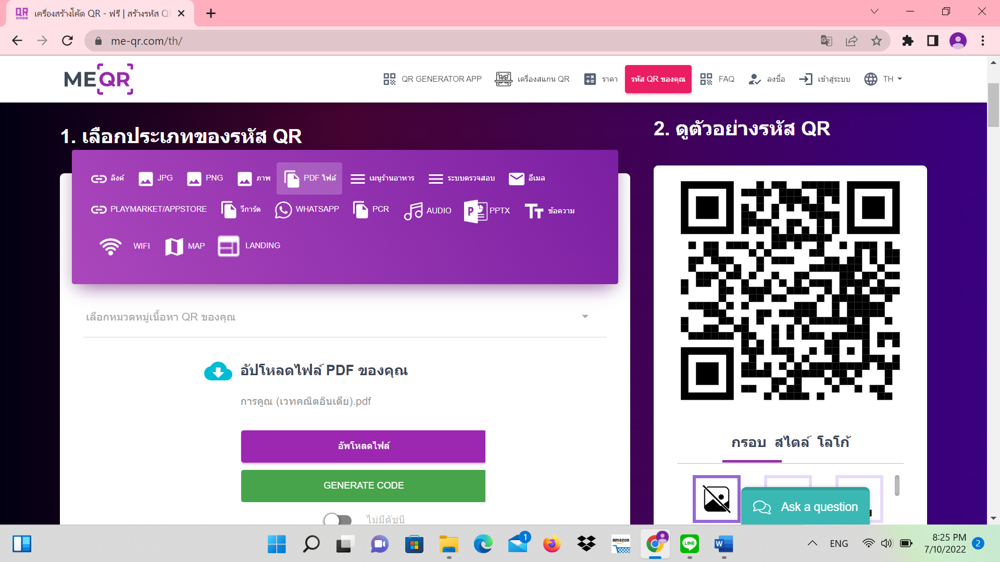 QR
CODE
เครื่องสร้างโค้ด QR - ฟรี | สร้างรหัส
me-qr.com/th/
MEQR
QR GENERATOR APP
เครื่องสแกน QR
ราคา
รหัส QR ของคุณ
FAQ
ลงชื่อ
เข้าสู่ระบบ
TH
1. เลือกประเภทของรหัส QR
2. ดูตัวอย่างรหัส QR
ลิงค์ JPG PNG ภาพ PDF ไฟล์ เมนูร้านอาหาร ระบบตรวจสอบ อีเมล
PLAYMARKET/APPSTORE วีการ์ด WHATSAPP PCR AUDIO PPTX ข้อความ
WIFI MAP LANDING
เลือกหมวดหมู่เนื้อหา QR ของคุณ
อัปโหลดไฟล์ PDF ของคุณ
การคูณ (เวทคณิตอินเดีย).pdf
อัพโหลดไฟล์
GENERATE CODE
ไม่มีดัชนี
กรอบ สไตล์ โลโก้
Ask a question
1
amazon
LINE
W
ENG
8:25 PM
7/10/2022
2